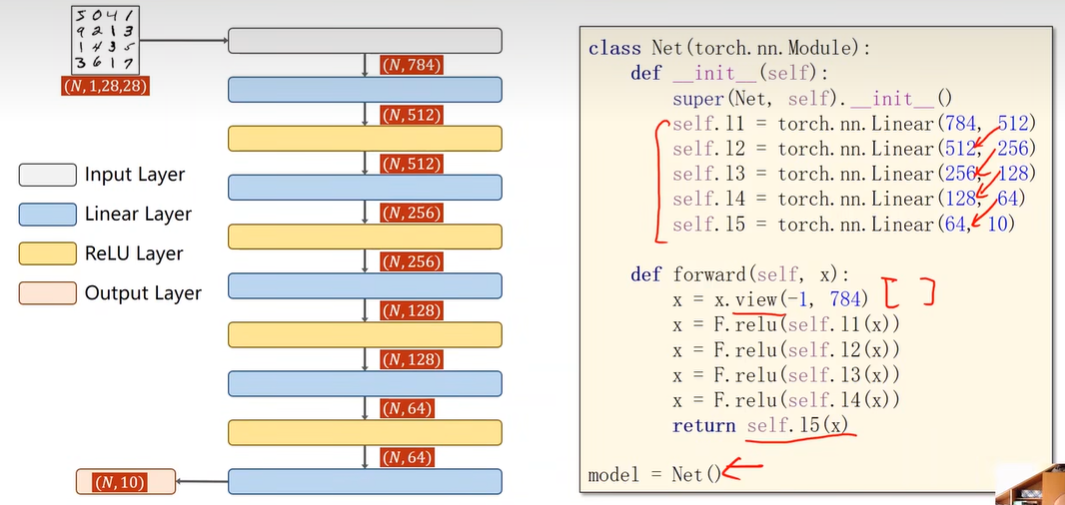 5 0 4 1
9 2 1 3
1 4 3 5
3 6 1 7
(N,1,28,28)
(N,784)
(N,512)
(N,512)
(N,256)
(N,256)
(N,128)
(N,128)
(N,64)
(N,64)
(N,10)
Input Layer
Linear Layer
ReLU Layer
Output Layer
class Net(torch.nn.Module):
def __init__(self):
super(Net, self).__init__()
self.l1 = torch.nn.Linear(784, 512)
self.l2 = torch.nn.Linear(512, 256)
self.l3 = torch.nn.Linear(256, 128)
self.l4 = torch.nn.Linear(128, 64)
self.l5 = torch.nn.Linear(64, 10)
def forward(self, x):
x = x.view(-1, 784) [ ]
x = F.relu(self.l1(x))
x = F.relu(self.l2(x))
x = F.relu(self.l3(x))
x = F.relu(self.l4(x))
return self.l5(x)
model = Net()